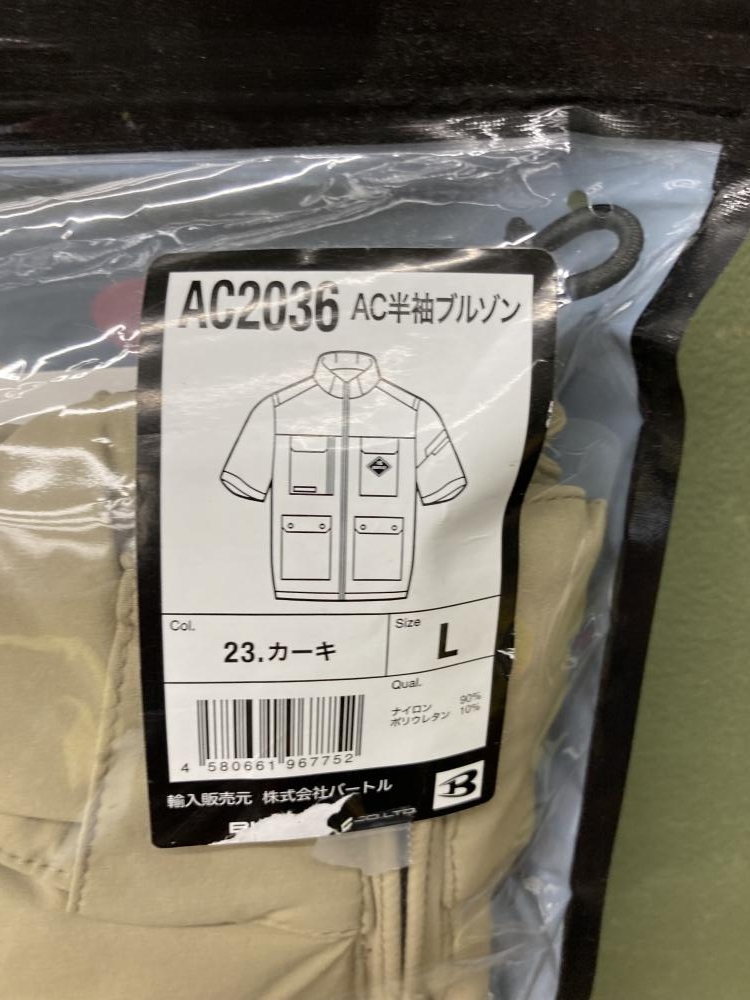 AC2036 AC半袖ブルゾン
Col.
23.カーキ
Size
L
Qual.
ナイロン 90%
ポリウレタン 10%
4 580661 967752
輸入販売元 株式会社バートル
B
CO.,LTD